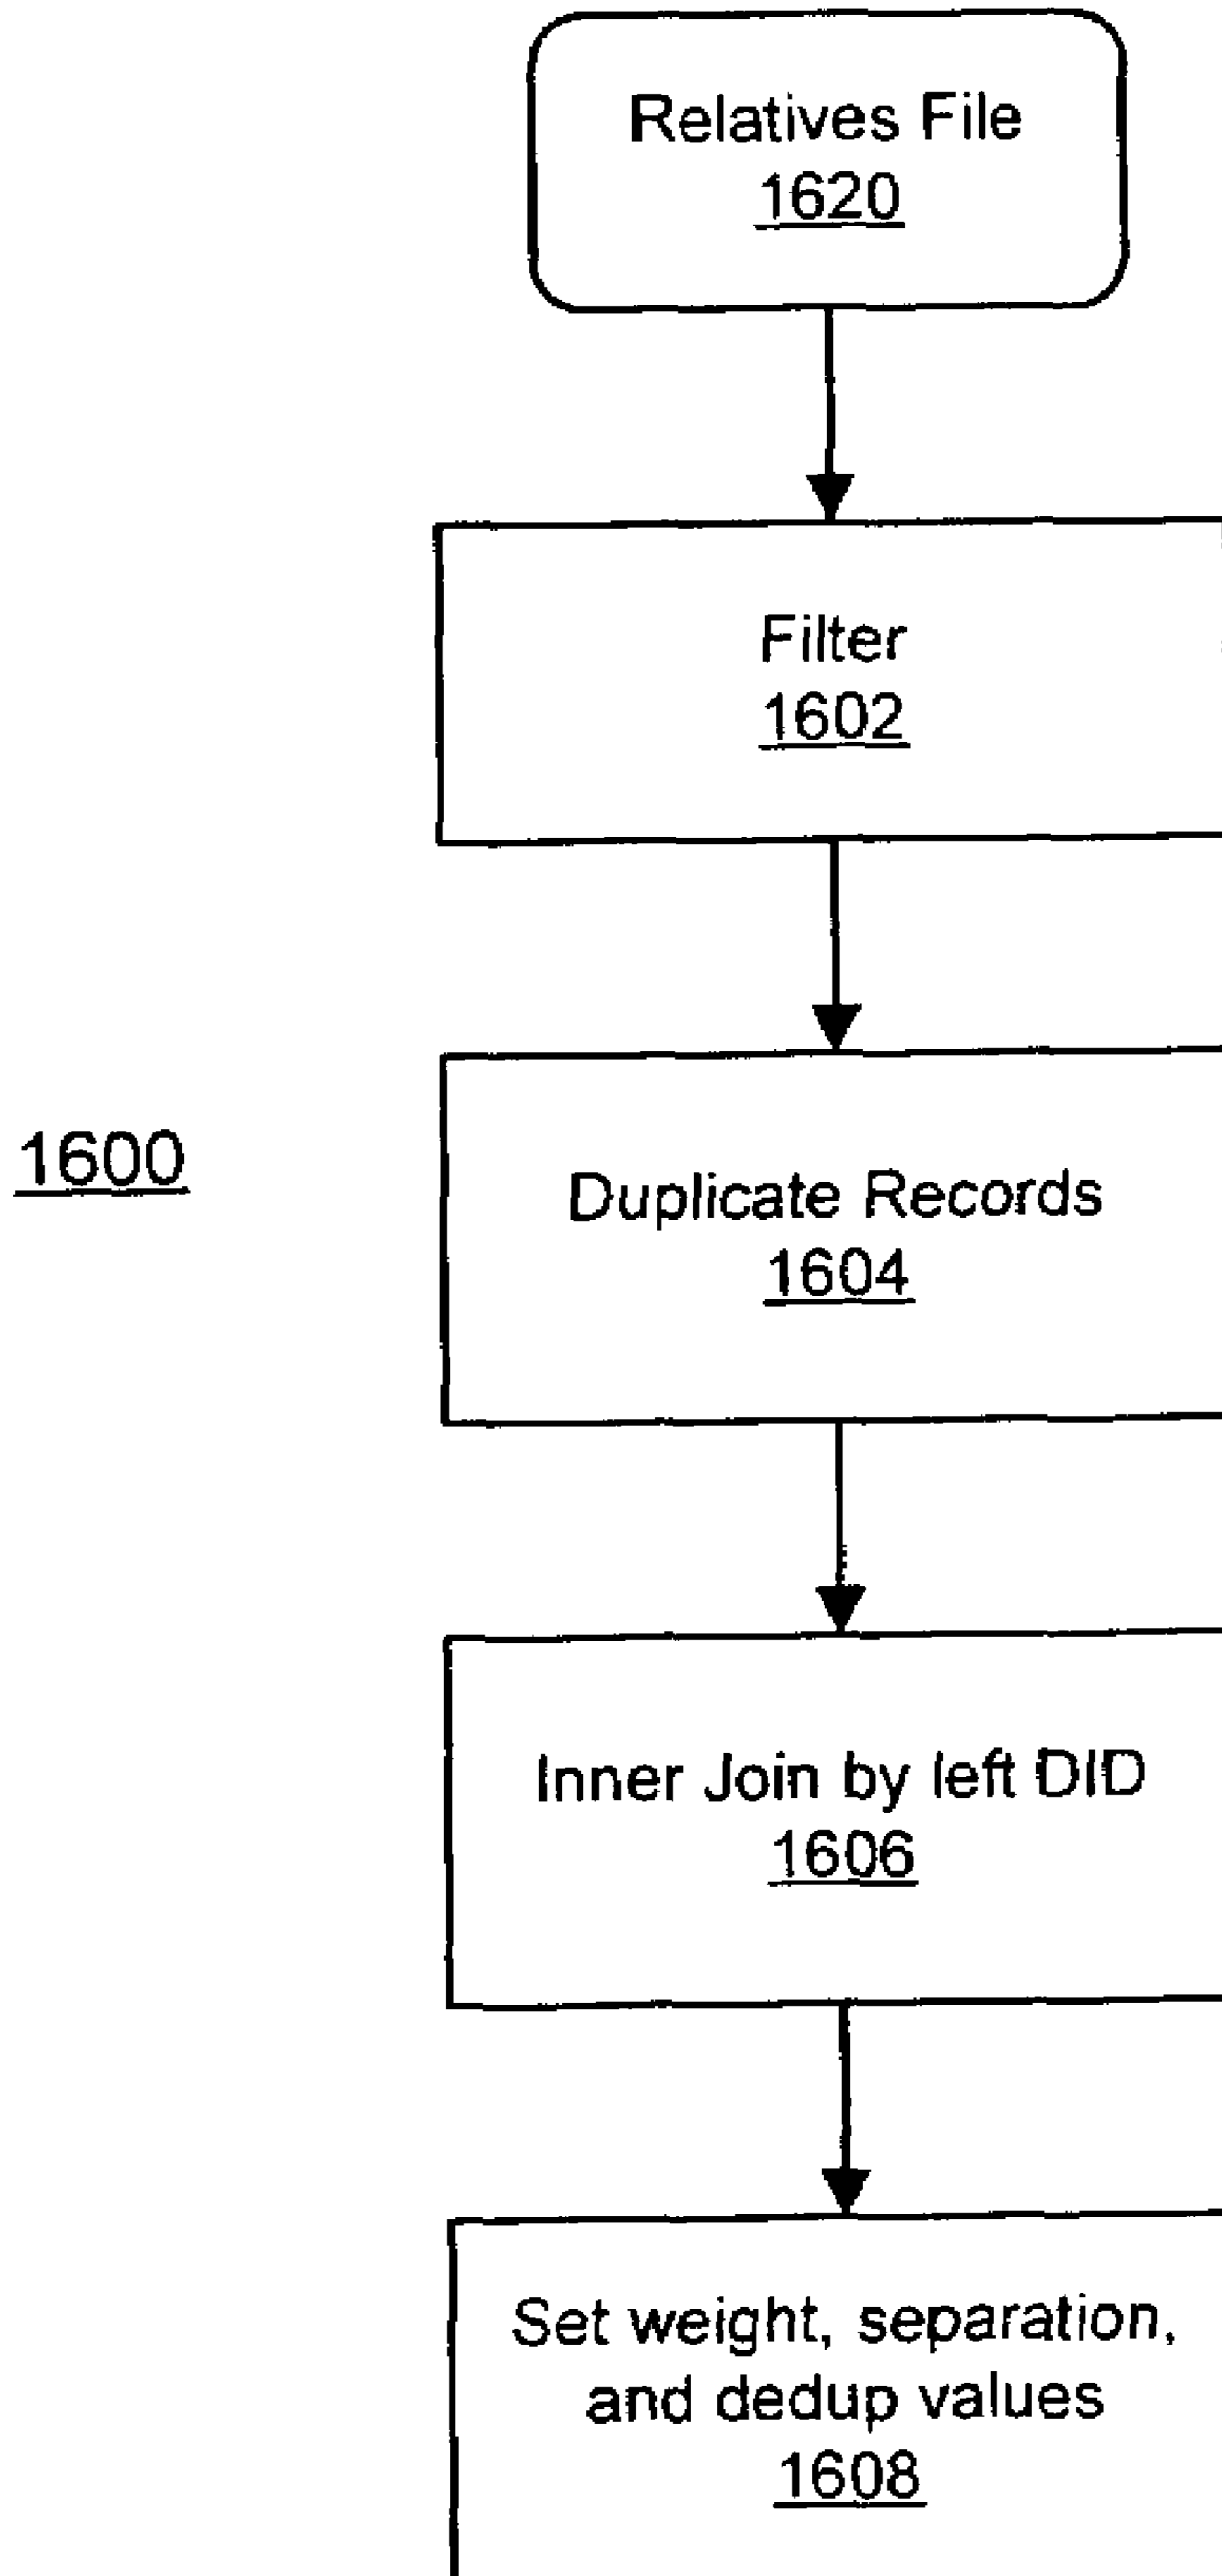 Relatives File
1620
Filter
1602
1600
Duplicate Records
1604
Inner Join by left DID
1606
Set weight, separation,
and dedup values
1608